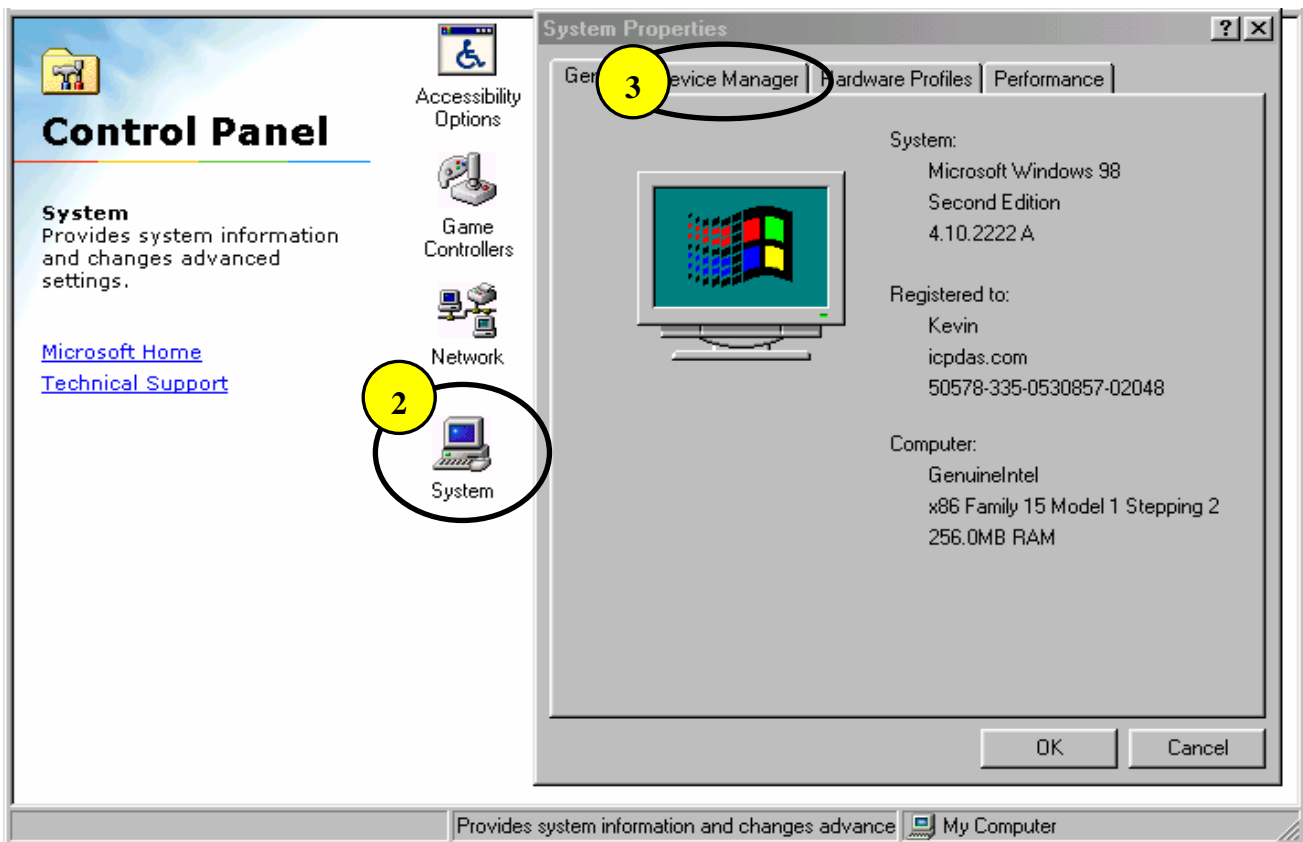 Control Panel
System
Provides system information
and changes advanced
settings.
Microsoft Home
Technical Support
Accessibility
Options
Game
Controllers
Network
2
System
System Properties
3
Ger evice Manager Hardware Profiles Performance
System:
Microsoft Windows 98
Second Edition
4.10.2222 A
Registered to:
Kevin
icpdas.com
50578-335-0530857-02048
Computer:
GenuineIntel
x86 Family 15 Model 1 Stepping 2
256.0MB RAM
OK Cancel
Provides system information and changes advance My Computer